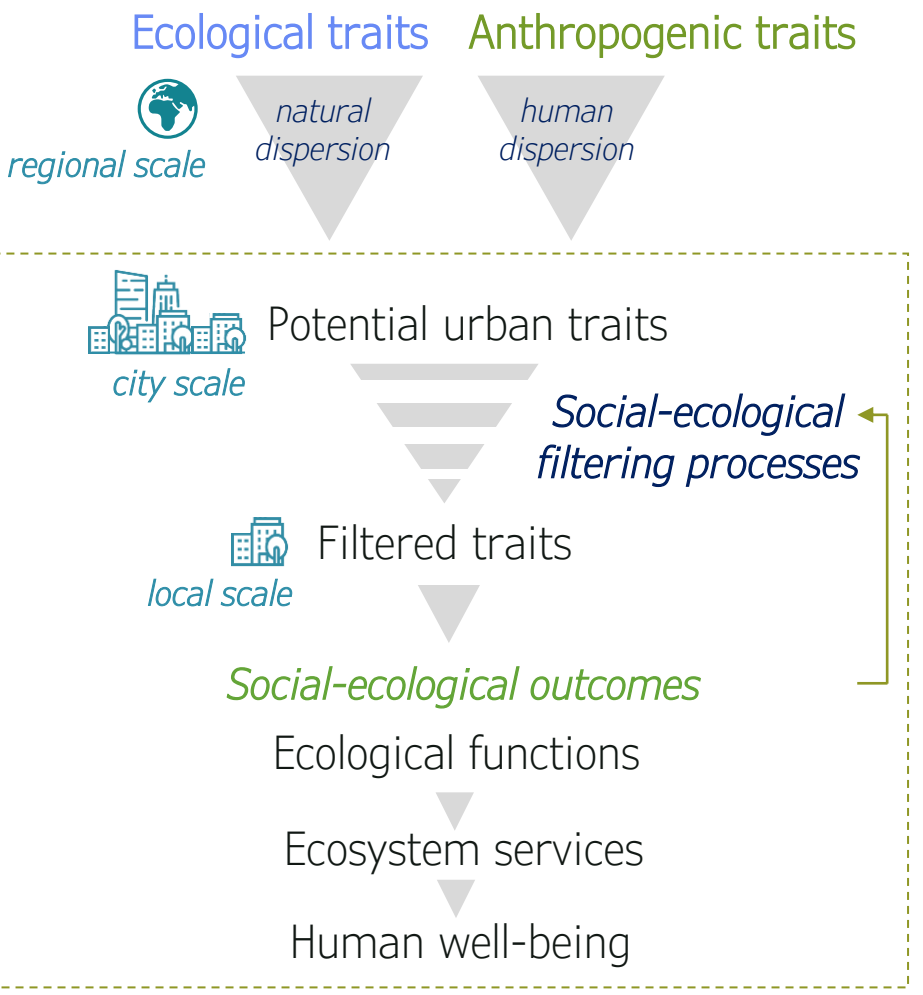 Ecological traits
Anthropogenic traits
natural
dispersion
human
dispersion
regional scale
Potential urban traits
city scale
Social-ecological
filtering processes
Filtered traits
local scale
Social-ecological outcomes
Ecological functions
Ecosystem services
Human well-being